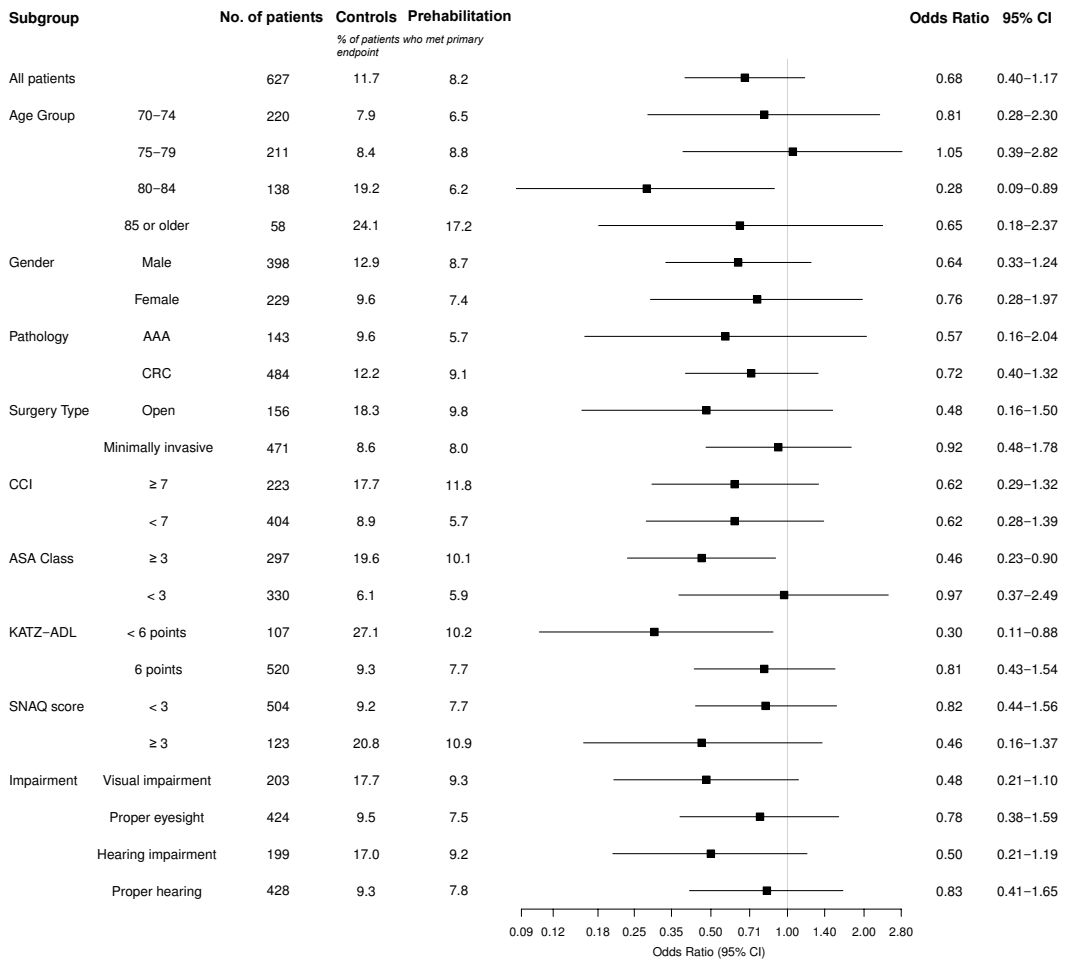 Subgroup No. of patients Controls Prehabilitation Odds Ratio 95% CI
% of patients who met primary
endpoint
All patients 627 11.7 8.2 0.68 0.40−1.17
Age Group 70−74 220 7.9 6.5 0.81 0.28−2.30
75−79 211 8.4 8.8 1.05 0.39−2.82
80−84 138 19.2 6.2 0.28 0.09−0.89
85 or older 58 24.1 17.2 0.65 0.18−2.37
Gender Male 398 12.9 8.7 0.64 0.33−1.24
Female 229 9.6 7.4 0.76 0.28−1.97
Pathology AAA 143 9.6 5.7 0.57 0.16−2.04
CRC 484 12.2 9.1 0.72 0.40−1.32
Surgery Type Open 156 18.3 9.8 0.48 0.16−1.50
Minimally invasive 471 8.6 8.0 0.92 0.48−1.78
CCI ≥ 7 223 17.7 11.8 0.62 0.29−1.32
< 7 404 8.9 5.7 0.62 0.28−1.39
ASA Class ≥ 3 297 19.6 10.1 0.46 0.23−0.90
< 3 330 6.1 5.9 0.97 0.37−2.49
KATZ−ADL < 6 points 107 27.1 10.2 0.30 0.11−0.88
6 points 520 9.3 7.7 0.81 0.43−1.54
SNAQ score < 3 504 9.2 7.7 0.82 0.44−1.56
≥ 3 123 20.8 10.9 0.46 0.16−1.37
Impairment Visual impairment 203 17.7 9.3 0.48 0.21−1.10
Proper eyesight 424 9.5 7.5 0.78 0.38−1.59
Hearing impairment 199 17.0 9.2 0.50 0.21−1.19
Proper hearing 428 9.3 7.8 0.83 0.41−1.65
0.09 0.12 0.18 0.25 0.35 0.50 0.71 1.00 1.40 2.00 2.80
Odds Ratio (95% CI)